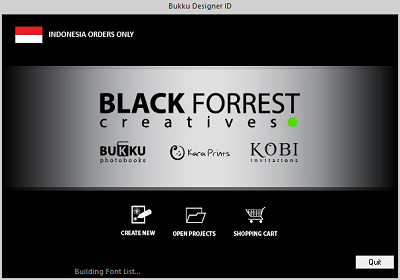 Bukku Designer ID
INDONESIA ORDERS ONLY
BLACK FORREST
creatives
BUKKU
photobooks
Kara Prints
KOBI
invitations
CREATE NEW
OPEN PROJECTS
SHOPPING CART
Quit
Building Font List...